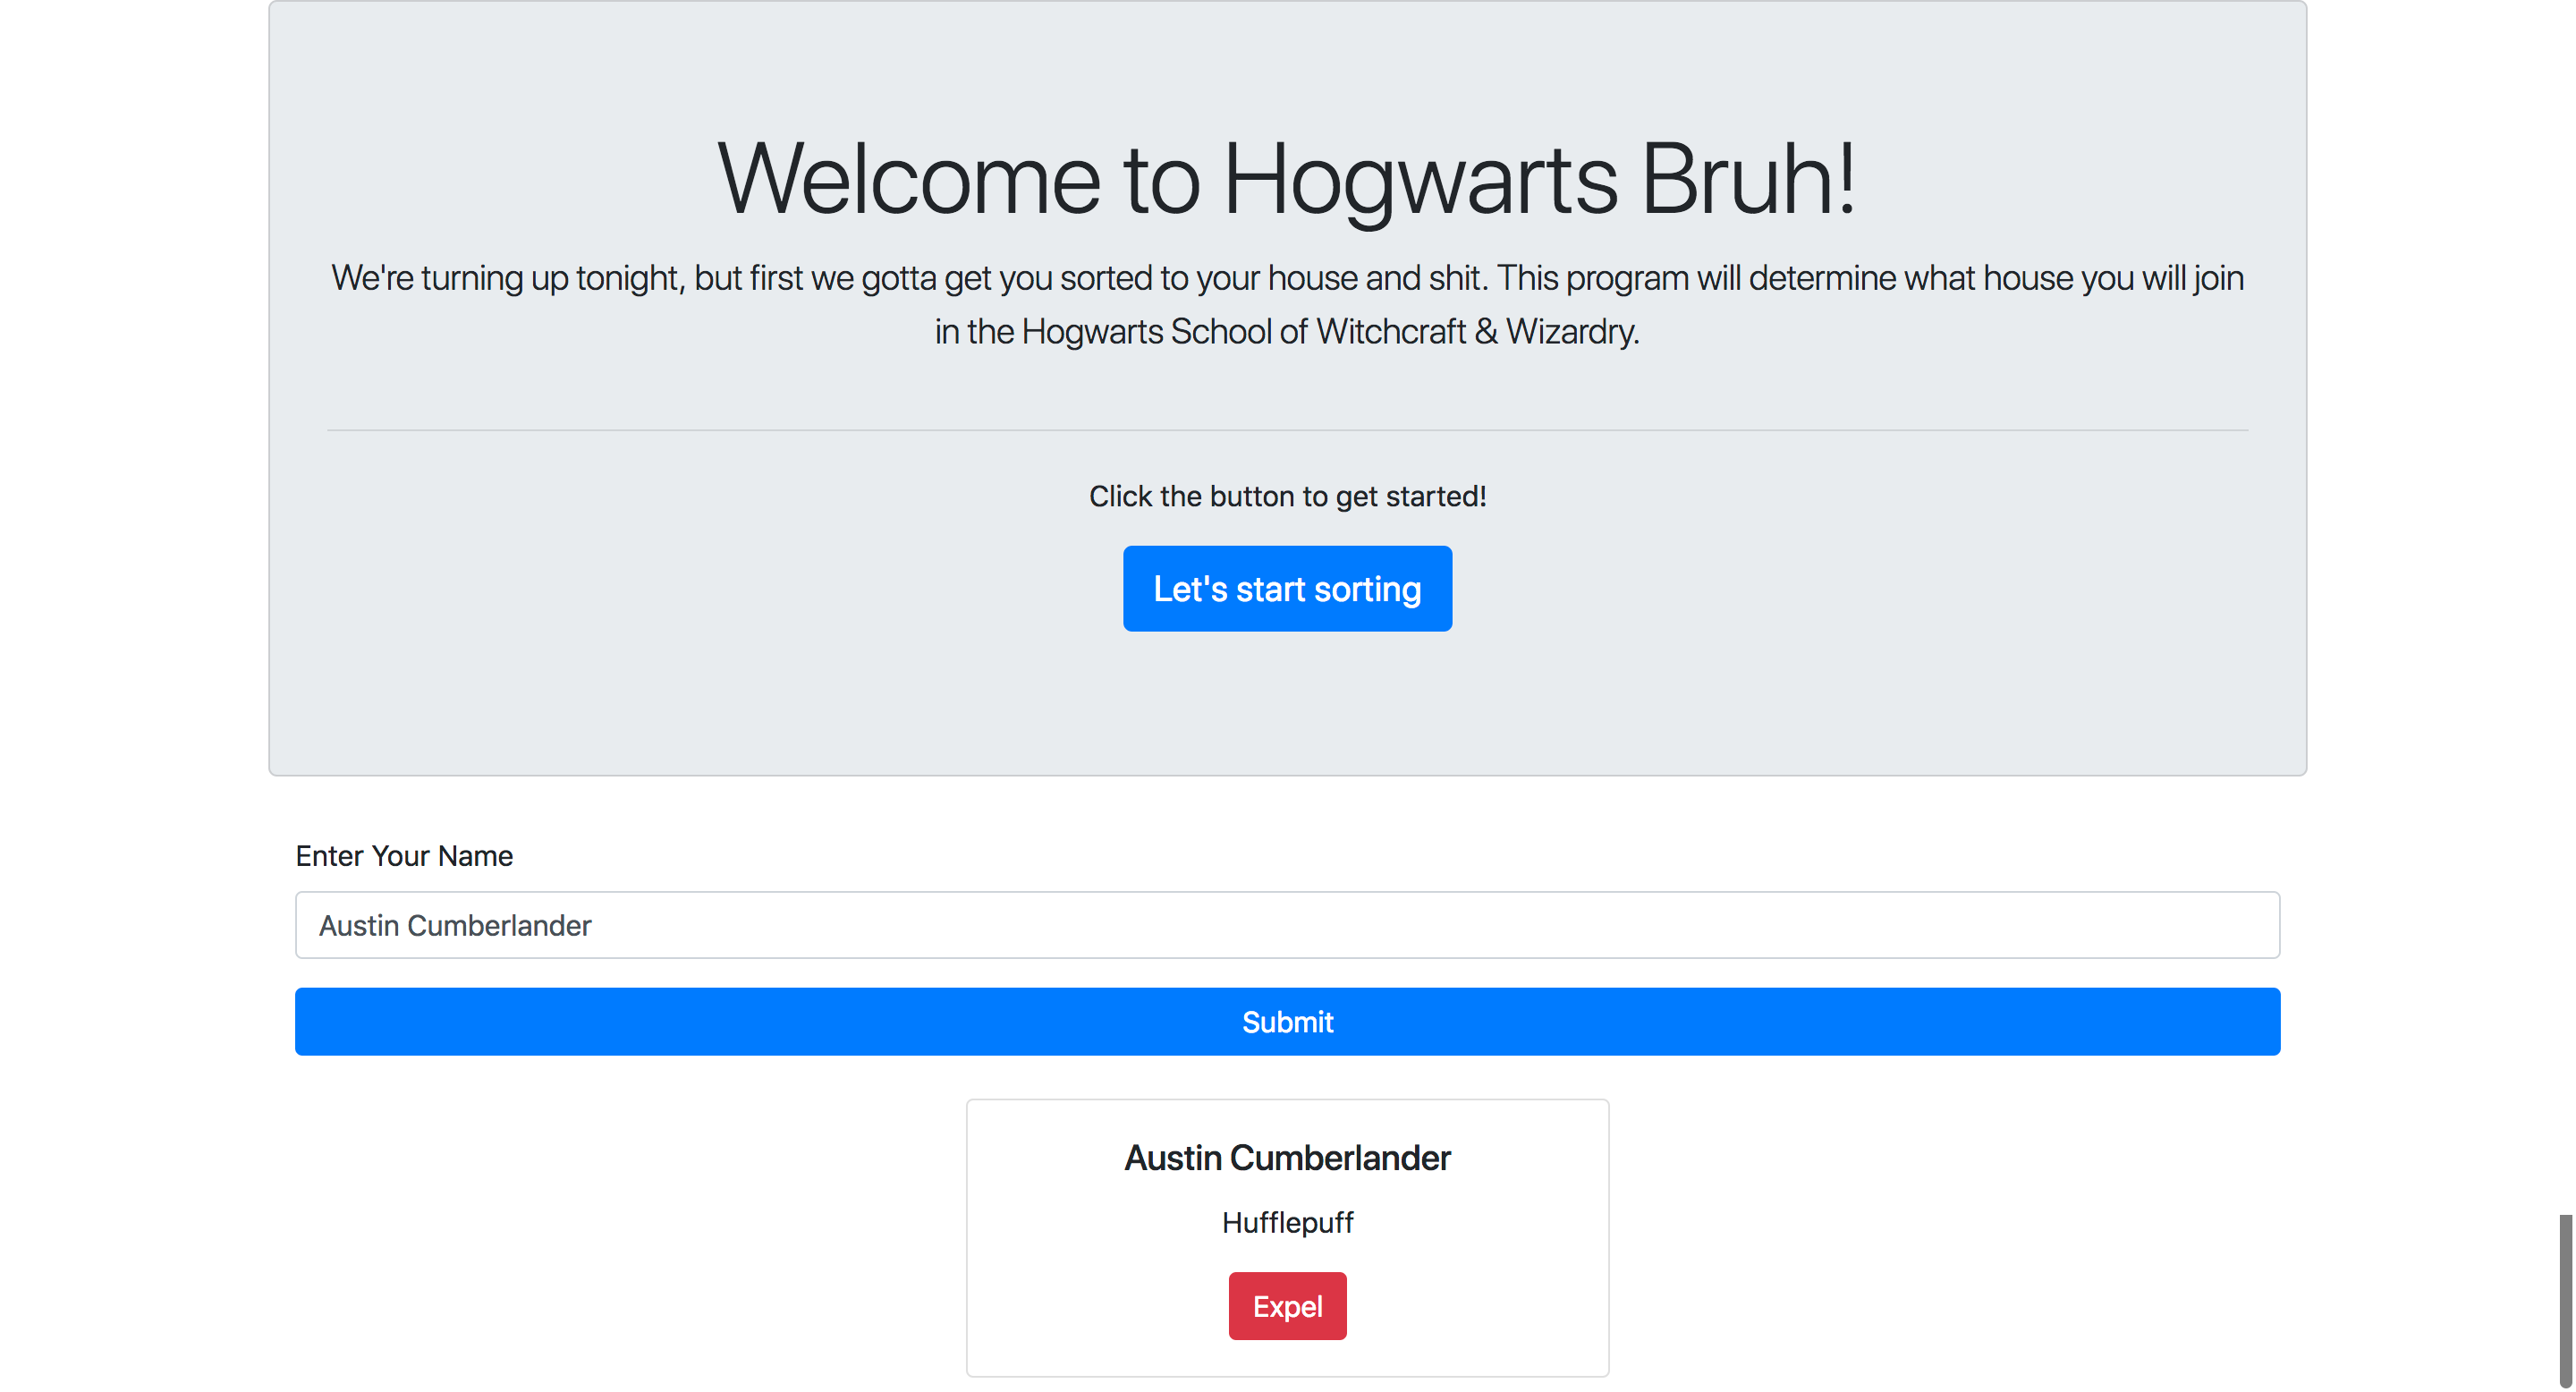 Welcome to Hogwarts Bruh!
We're turning up tonight, but first we gotta get you sorted to your house and shit. This program will determine what house you will join
in the Hogwarts School of Witchcraft & Wizardry.
Click the button to get started!
Let's start sorting
Enter Your Name
Austin Cumberlander
Submit
Austin Cumberlander
Hufflepuff
Expel